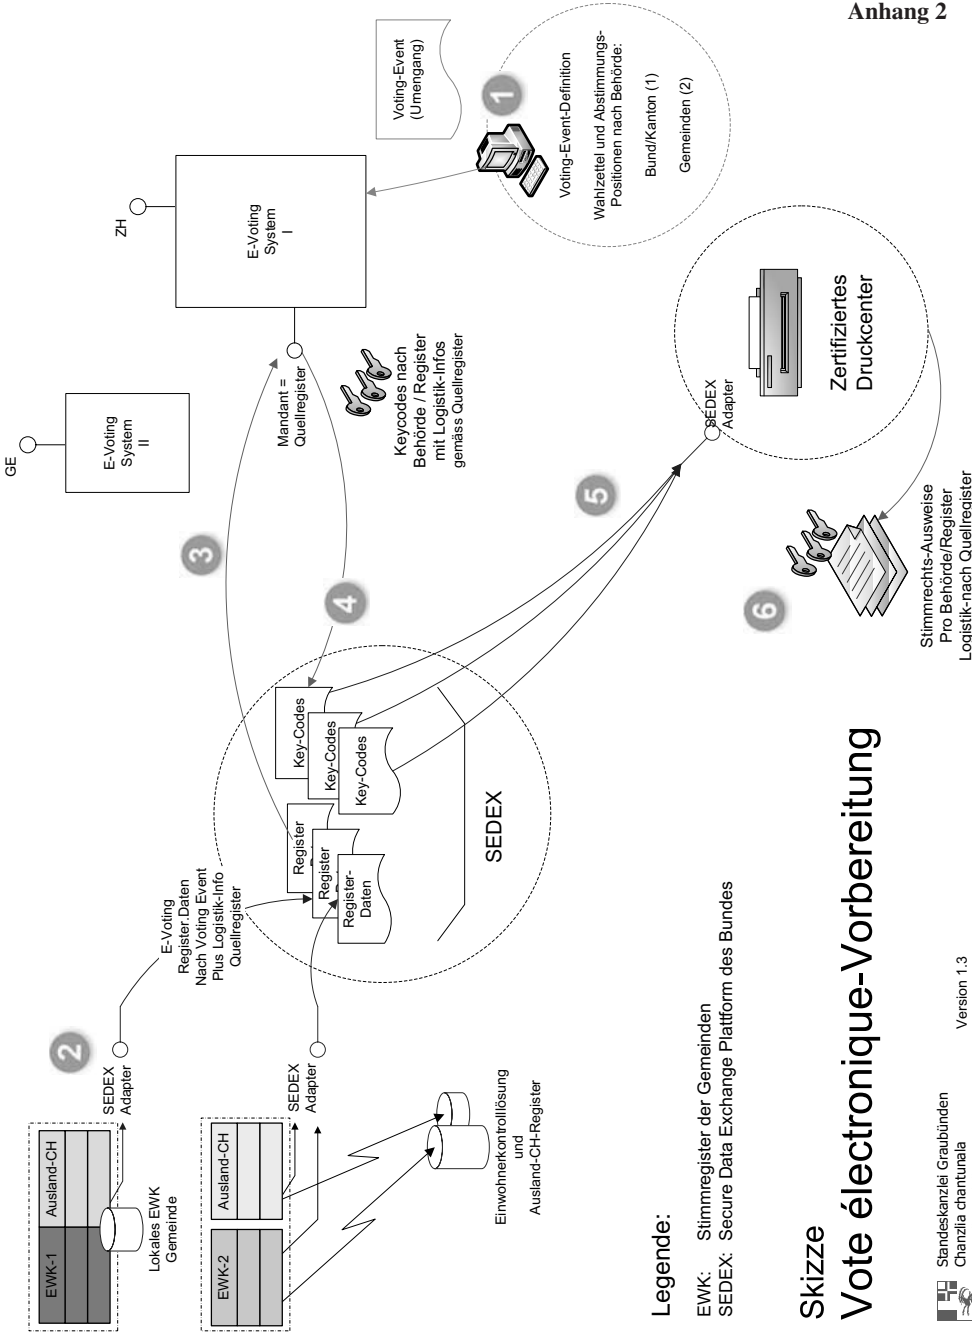 Anhang 2
Skizze
Vote électronique-Vorbereitung
Standeskanzlei Graubünden
Chanzlia chantunala
Version 1.3
Legende:
EWK: Stimmregister der Gemeinden
SEDEX: Secure Data Exchange Plattform des Bundes
1
Voting-Event
(Umengang)
Voting-Event-Definition
Wahlzettel und Abstimmungs-
Positionen nach Behörde:
Bund/Kanton (1)
Gemeinden (2)
ZH
E-Voting
System
I
GE
E-Voting
System
II
Mandant =
Quellregister
Keycodes nach
Behörde / Register
mit Logistik-Infos
gemäss Quellregister
2
EWK-1
Ausland-CH
Lokales EWK
Gemeinde
SEDEX
Adapter
EWK-2
Ausland-CH
SEDEX
Adapter
Einwohnerkontrolllösung
und
Ausland-CH-Register
E-Voting
Register.Daten
Nach Voting Event
Plus Logistik-Info
Quellregister
3
4
Register
Register
Register-
Daten
Key-Codes
Key-Codes
Key-Codes
SEDEX
5
SEDEX
Adapter
Zertifiziertes
Druckcenter
6
Stimmrechts-Ausweise
Pro Behörde/Register
Logistik-nach Quellregister